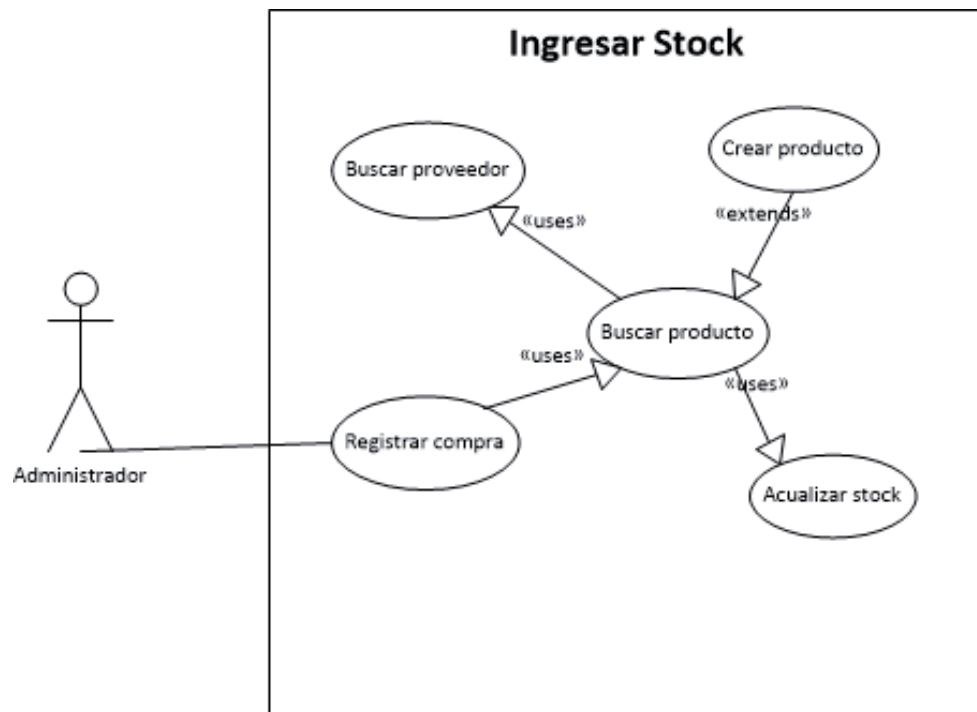 Ingresar Stock
Crear producto
Buscar proveedor
«extends»
«uses»
Buscar producto
«uses»
«uses»
Registrar compra
Administrador
Acualizar stock